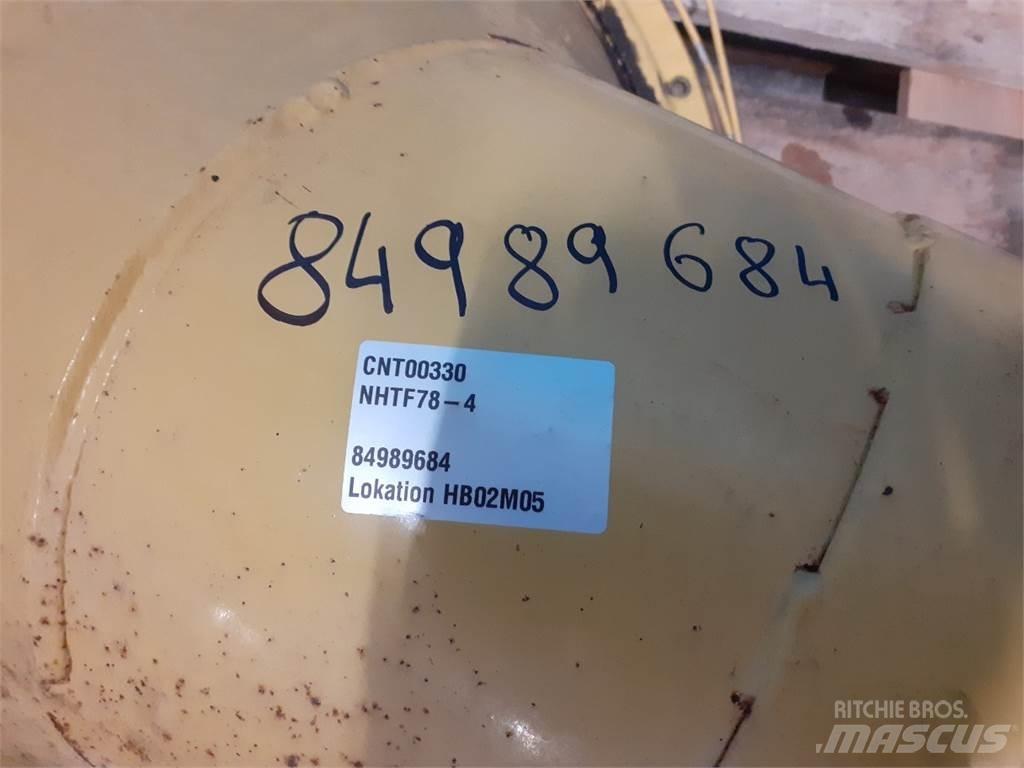 84989684
CNT00330
NHTF78-4
84989684
Lokation HB02M05
RITCHIE BROS.
MASCUS